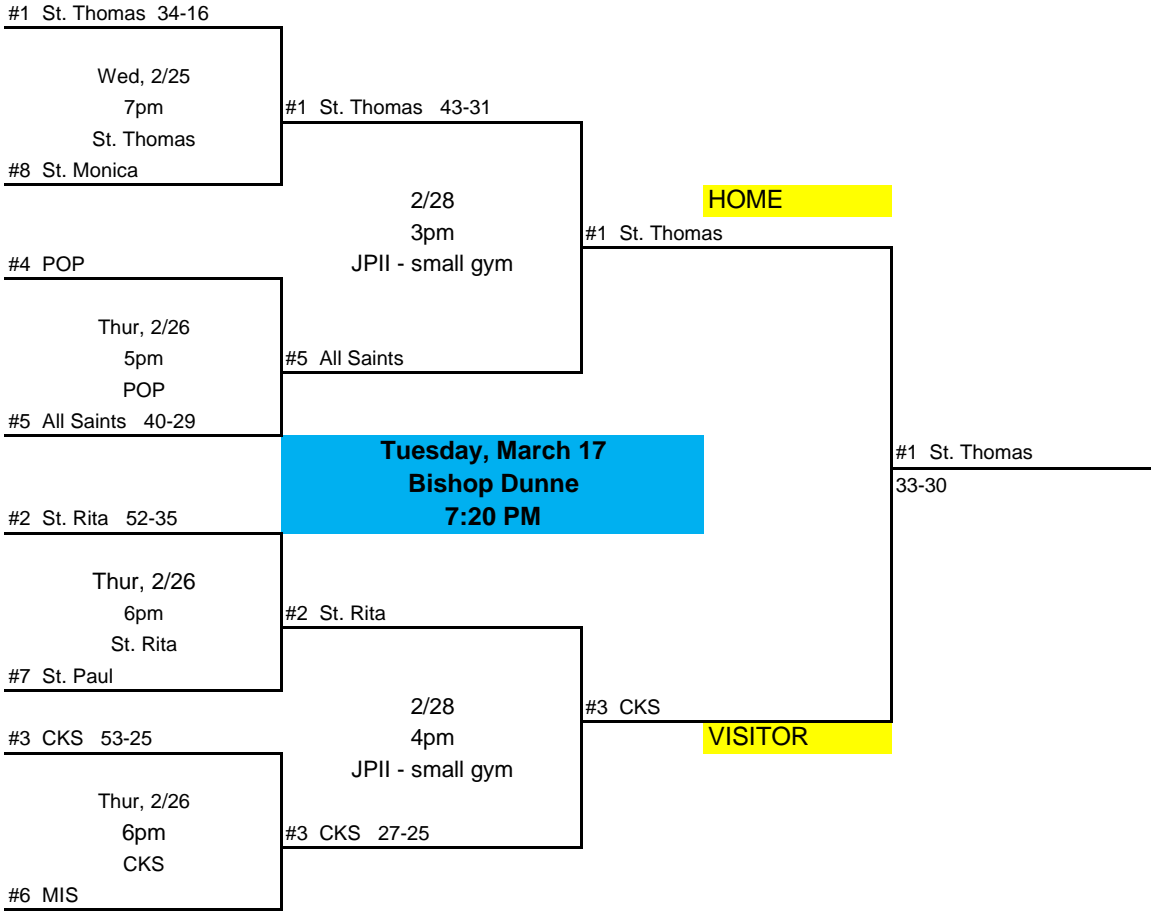 #1  St. Thomas  34-16
Wed, 2/25
7pm
St. Thomas
#8  St. Monica
#1  St. Thomas   43-31
2/28
3pm
JPII - small gym
HOME
#1  St. Thomas
#4  POP
Thur, 2/26
5pm
POP
#5  All Saints   40-29
#5  All Saints
Tuesday, March 17
Bishop Dunne
7:20 PM
#1  St. Thomas
33-30
#2  St. Rita   52-35
Thur, 2/26
6pm
St. Rita
#7  St. Paul
#2  St. Rita
2/28
4pm
JPII - small gym
#3  CKS
VISITOR
#3  CKS   53-25
Thur, 2/26
6pm
CKS
#6  MIS
#3  CKS   27-25